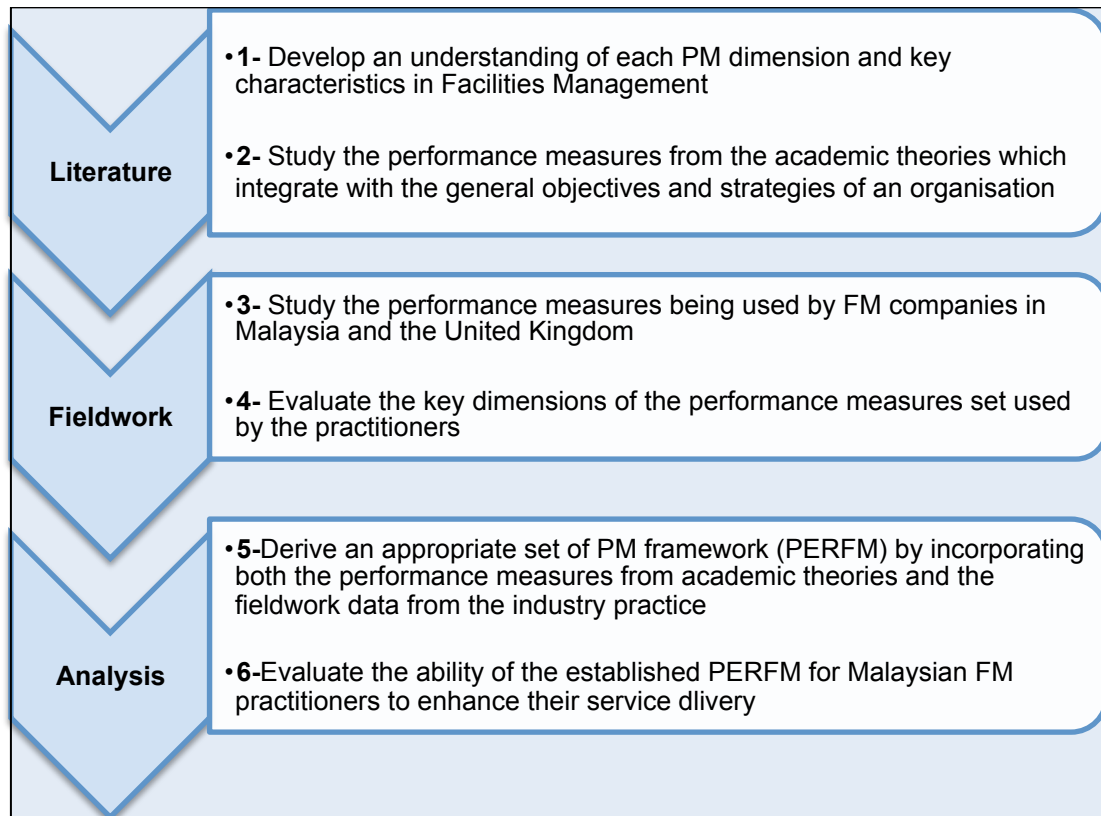 Literature
•1- Develop an understanding of each PM dimension and key
characteristics in Facilities Management
•2- Study the performance measures from the academic theories which
integrate with the general objectives and strategies of an organisation
Fieldwork
•3- Study the performance measures being used by FM companies in
Malaysia and the United Kingdom
•4- Evaluate the key dimensions of the performance measures set used
by the practitioners
Analysis
•5-Derive an appropriate set of PM framework (PERFM) by incorporating
both the performance measures from academic theories and the
fieldwork data from the industry practice
•6-Evaluate the ability of the established PERFM for Malaysian FM
practitioners to enhance their service dlivery